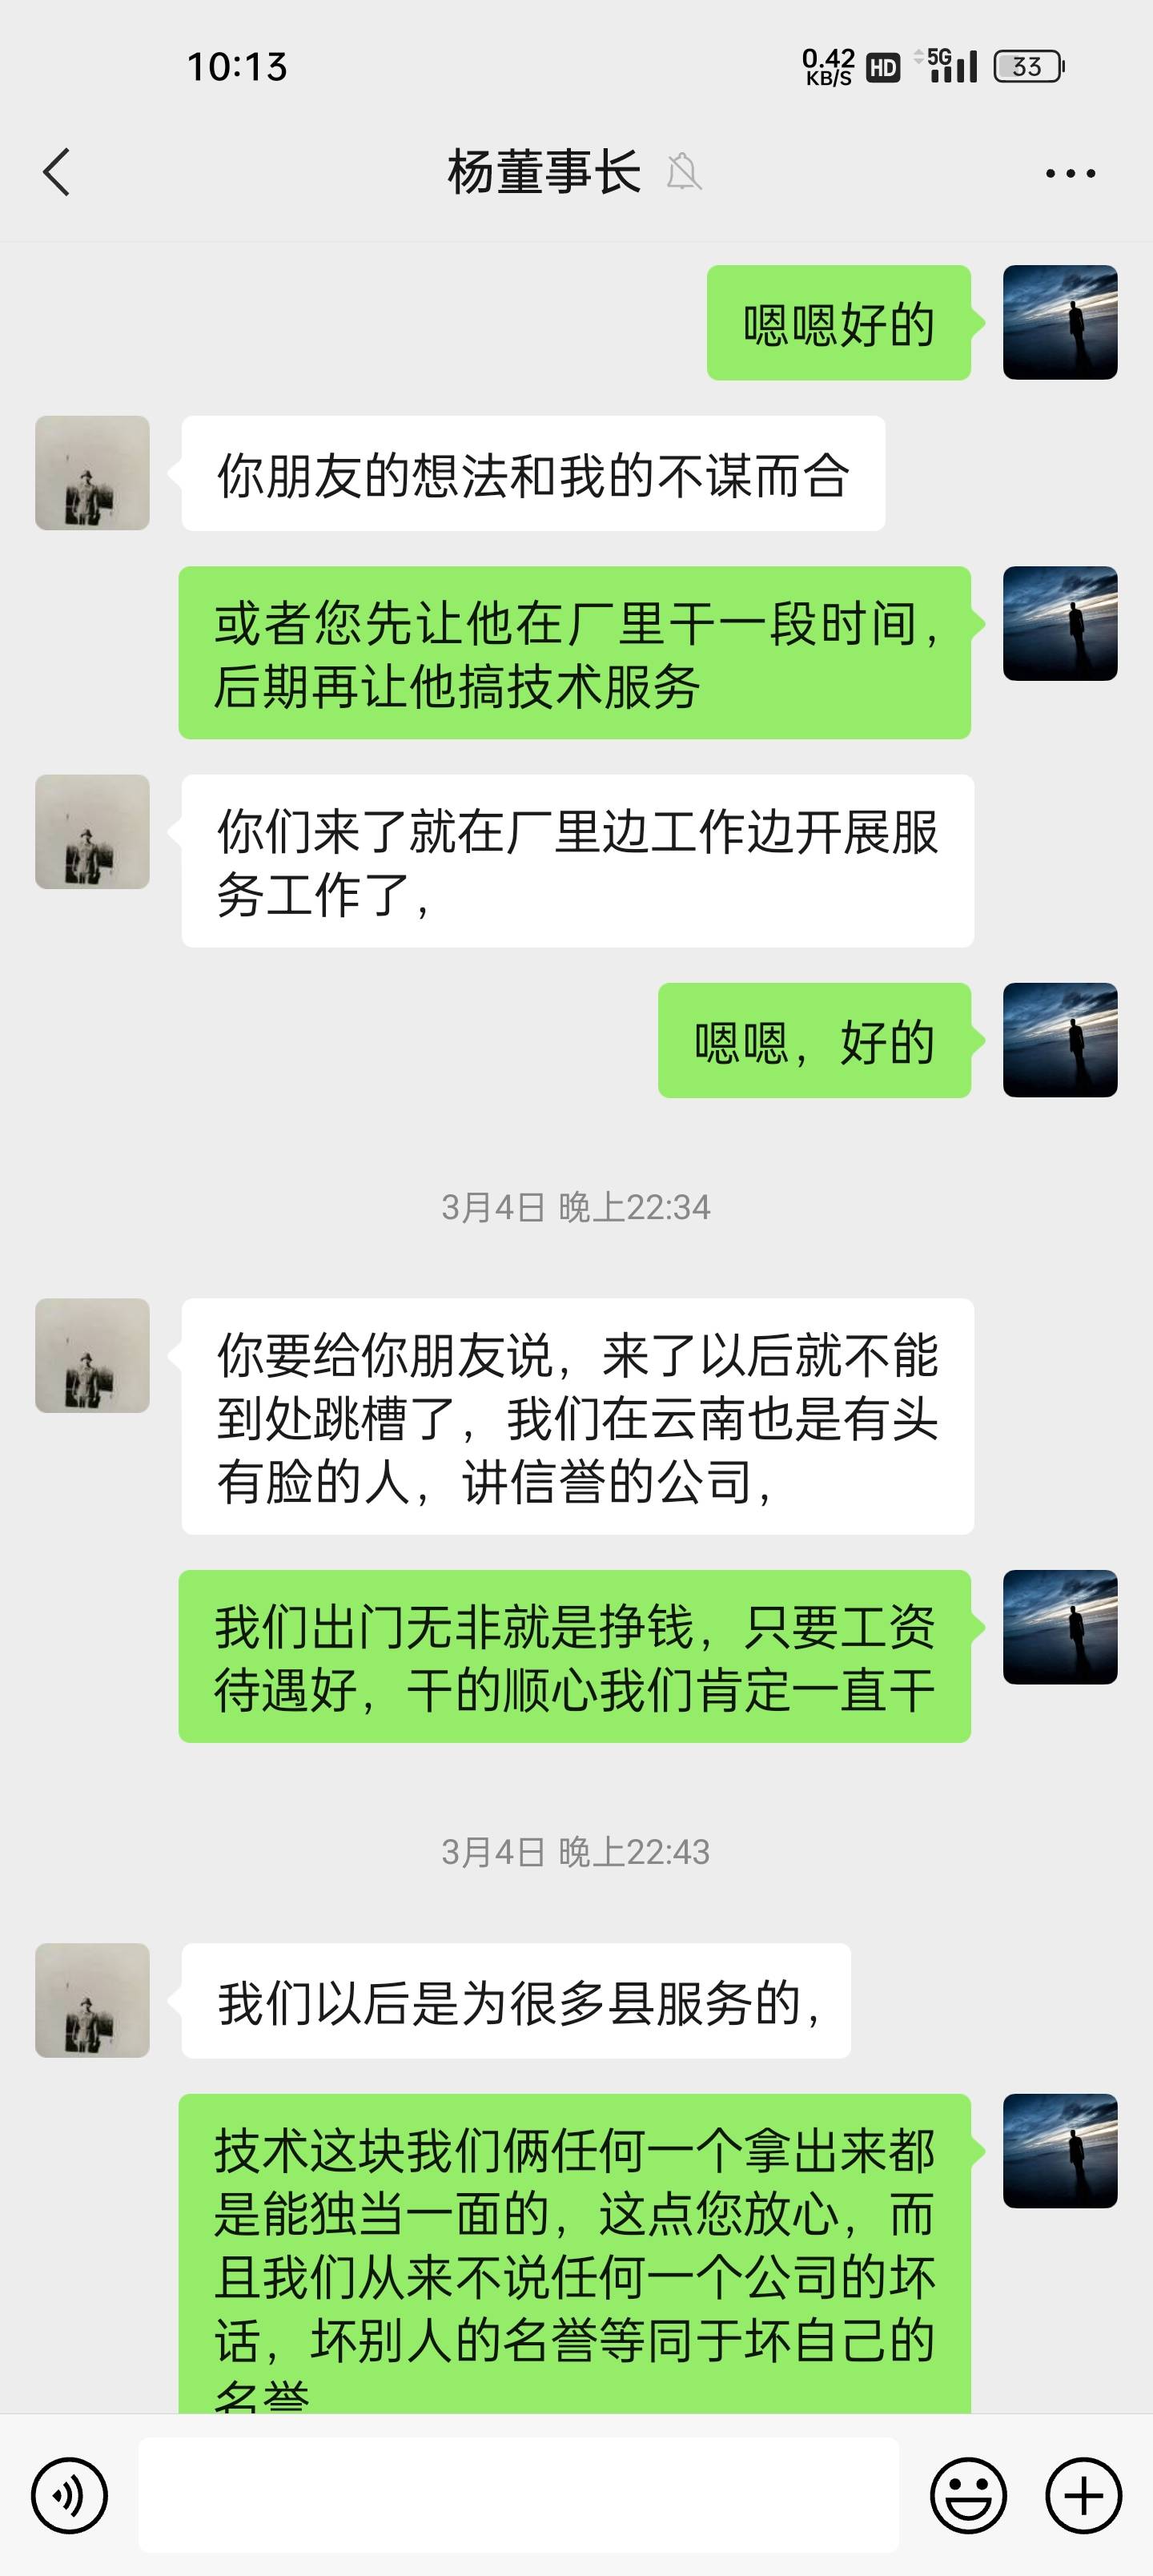 10:13
0.42
KB/S
HD
5G
33
杨董事长
嗯嗯好的
你朋友的想法和我的不谋而合
或者您先让他在厂里干一段时间，
后期再让他搞技术服务
你们来了就在厂里边工作边开展服
务工作了，
嗯嗯，好的
3月4日 晚上22:34
你要给你朋友说，来了以后就不能
到处跳槽了，我们在云南也是有头
有脸的人，讲信誉的公司，
我们出门无非就是挣钱，只要工资
待遇好，干的顺心我们肯定一直干
3月4日 晚上22:43
我们以后是为很多县服务的，
技术这块我们俩任何一个拿出来都
是能独当一面的，这点您放心，而
且我们从来不说任何一个公司的坏
话，坏别人的名誉等同于坏自己的
名誉